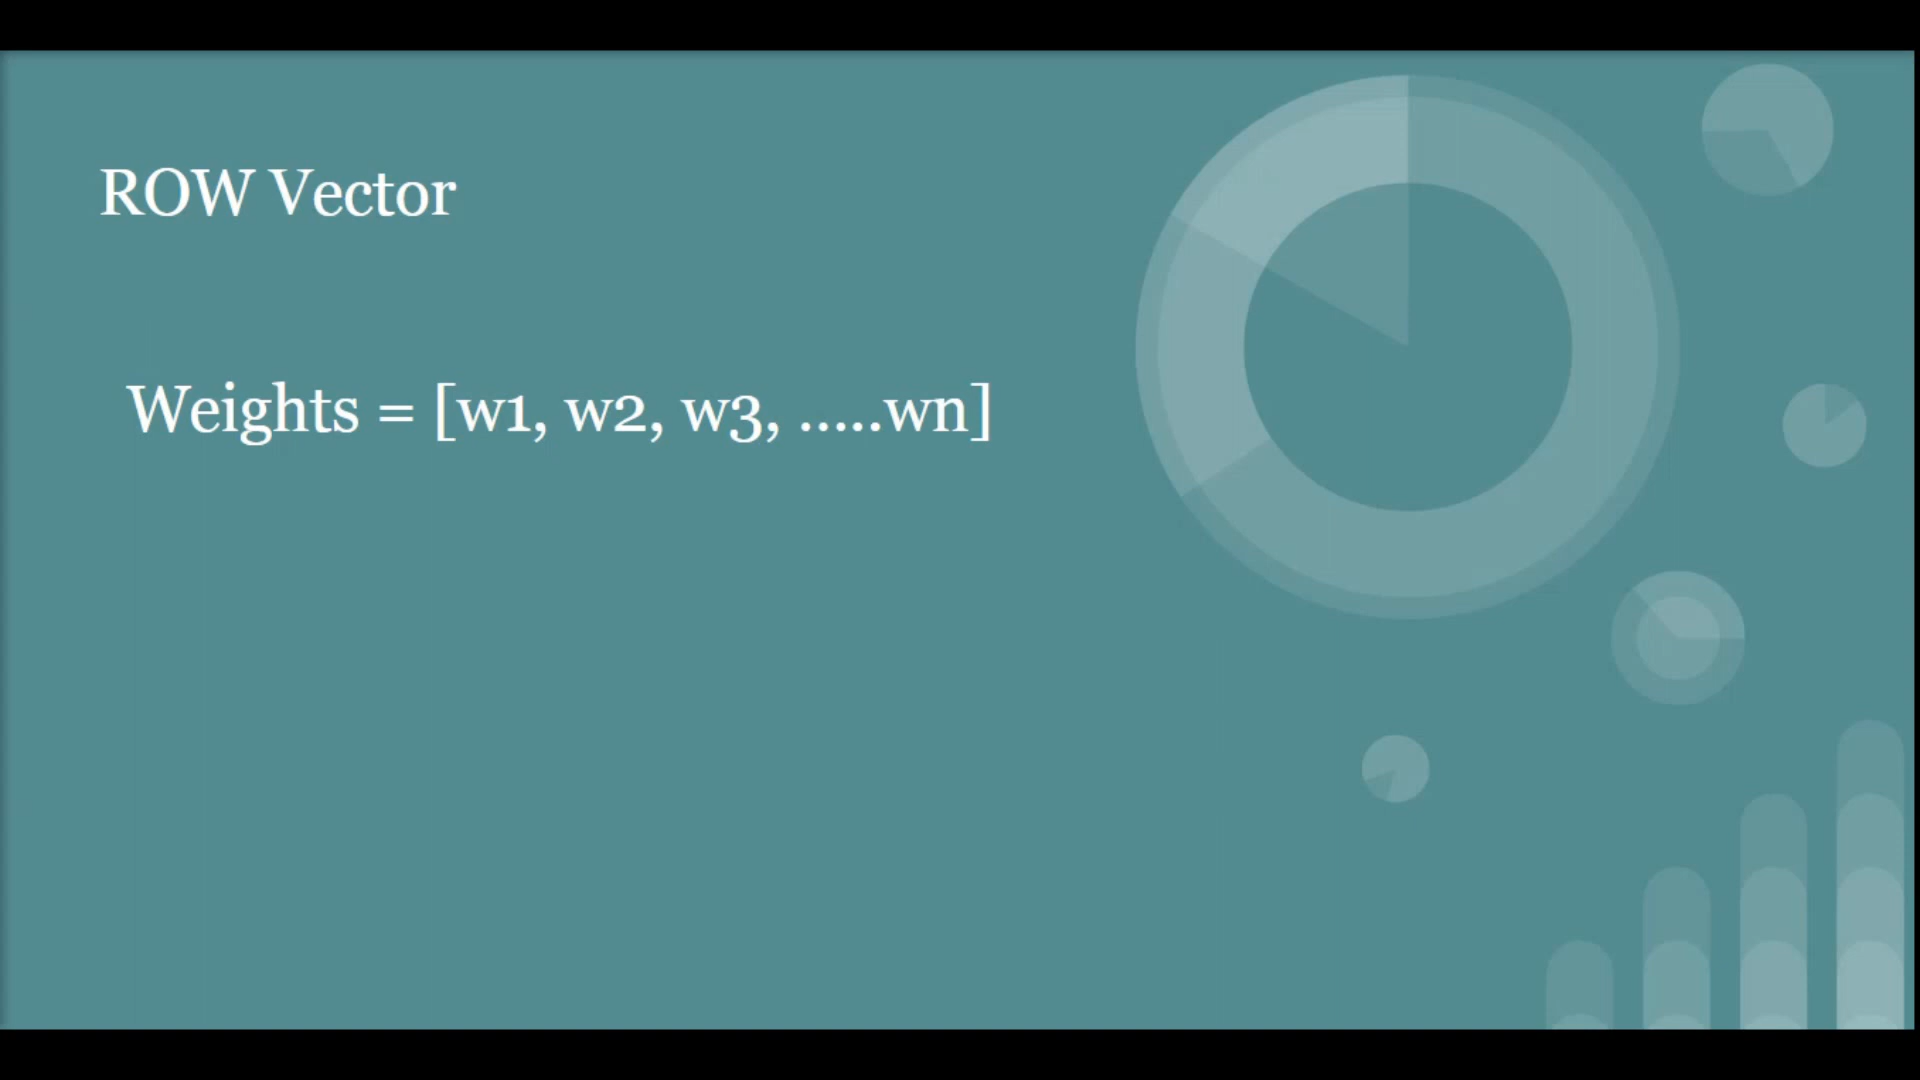 ROW Vector
Weights = [w1, w2, w3, .....wn]